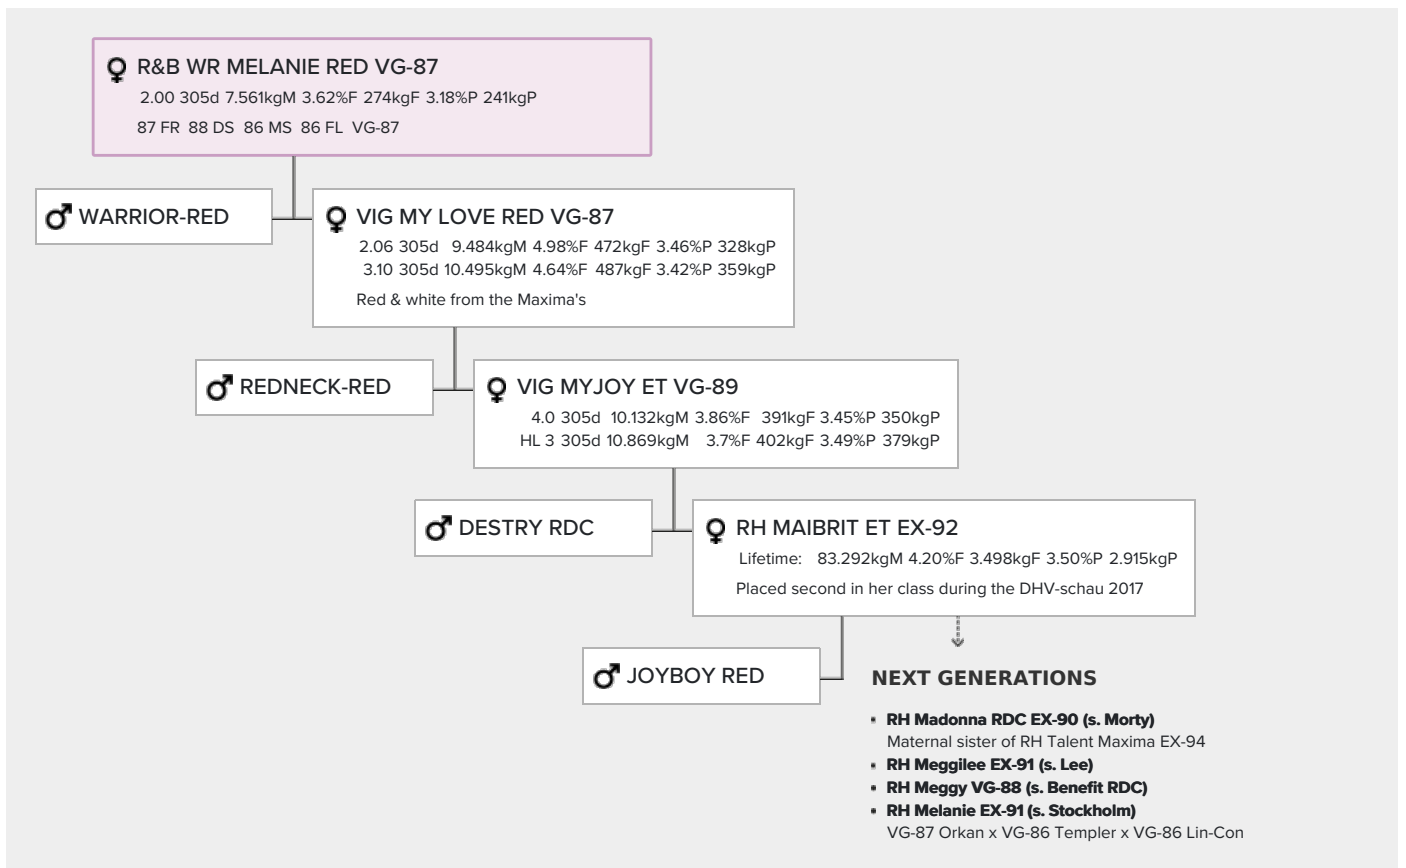 R&B WR MELANIE RED VG-87
2.00 305d 7.561kgM 3.62%F 274kgF 3.18%P 241kgP
87 FR 88 DS 86 MS 86 FL VG-87
WARRIOR-RED
VIG MY LOVE RED VG-87
2.06 305d 9.484kgM 4.98%F 472kgF 3.46%P 328kgP
3.10 305d 10.495kgM 4.64%F 487kgF 3.42%P 359kgP
Red & white from the Maxima's
REDNECK-RED
VIG MYJOY ET VG-89
4.0 305d 10.132kgM 3.86%F 391kgF 3.45%P 350kgP
HL 3 305d 10.869kgM 3.7%F 402kgF 3.49%P 379kgP
DESTRY RDC
RH MAIBRIT ET EX-92
Lifetime: 83.292kgM 4.20%F 3.498kgF 3.50%P 2.915kgP
Placed second in her class during the DHV-schau 2017
JOYBOY RED
NEXT GENERATIONS
• RH Madonna RDC EX-90 (s. Morty)
Maternal sister of RH Talent Maxima EX-94
• RH Meggilee EX-91 (s. Lee)
• RH Meggy VG-88 (s. Benefit RDC)
• RH Melanie EX-91 (s. Stockholm)
VG-87 Orkan x VG-86 Templer x VG-86 Lin-Con